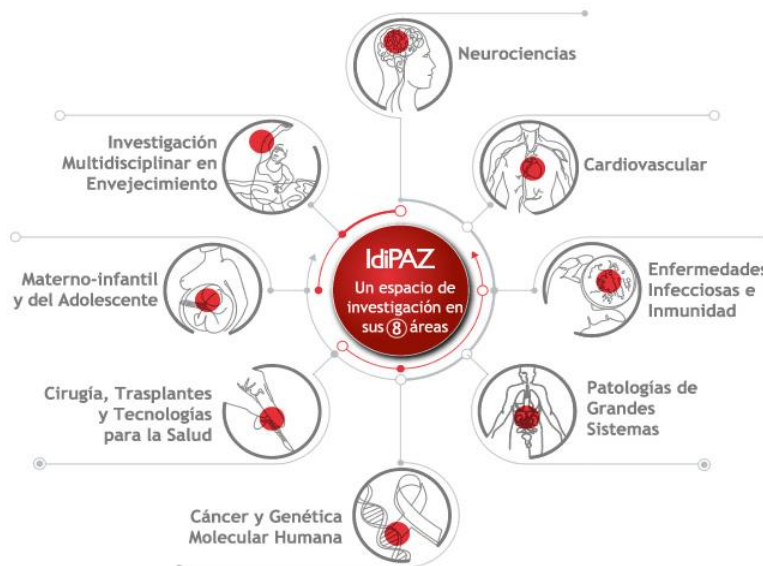 Neurociencias
Investigación
Multidisciplinar en
Envejecimiento
Cardiovascular
IdiPAZ
Un espacio de
investigación en
sus 8 áreas
Materno-infantil
y del Adolescente
Enfermedades
Infecciosas e
Inmunidad
Cirugía, Trasplantes
y Tecnologías
para la Salud
Patologías de
Grandes
Sistemas
Cáncer y Genética
Molecular Humana